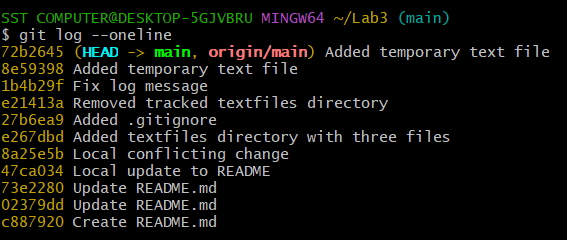 SST COMPUTER@DESKTOP-5GJVBRU MINGW64 ~/Lab3 (main)
$ git log --oneline
72b2645 (HEAD -> main, origin/main) Added temporary text file
8e59398 Added temporary text file
1b4b29f Fix log message
e21413a Removed tracked textfiles directory
27b6ea9 Added .gitignore
e267dbd Added textfiles directory with three files
8a25e5b Local conflicting change
47ca034 Local update to README
73e2280 Update README.md
02379dd Update README.md
c887920 Create README.md